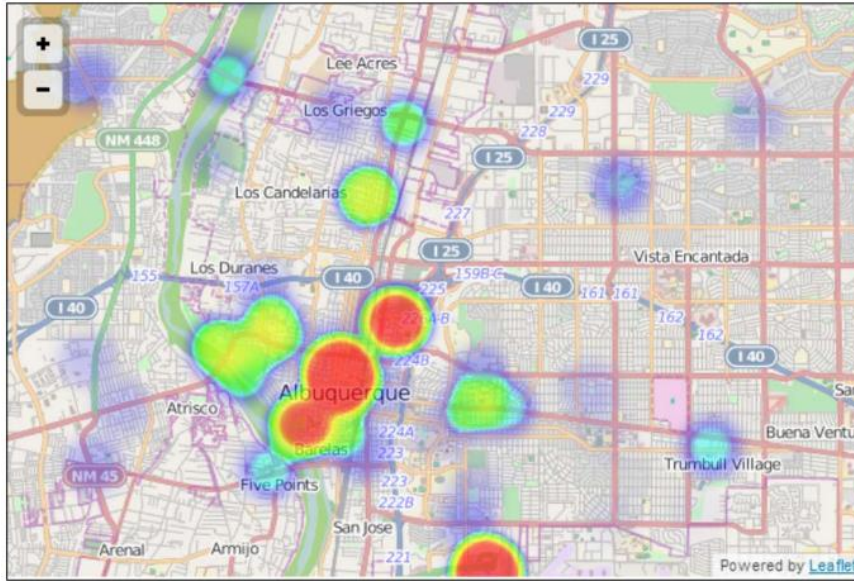 +
I 25
229
Lee Acres
−
Los Griegos
229
228
NM 448
I 25
Los Candelarias
227
I 25
Vista Encantada
Los Duranes
155
I 40
159B-C
157A
225
I 40
161
161
I 40
162
162
224B
I 40
Albuquerque
Atrisco
224A
Buena Ventu
Barelas
223
Trumbull Village
NM 45
Five Points
223
222B
San Jose
Arenal
Armijo
221
Powered by Leaflet